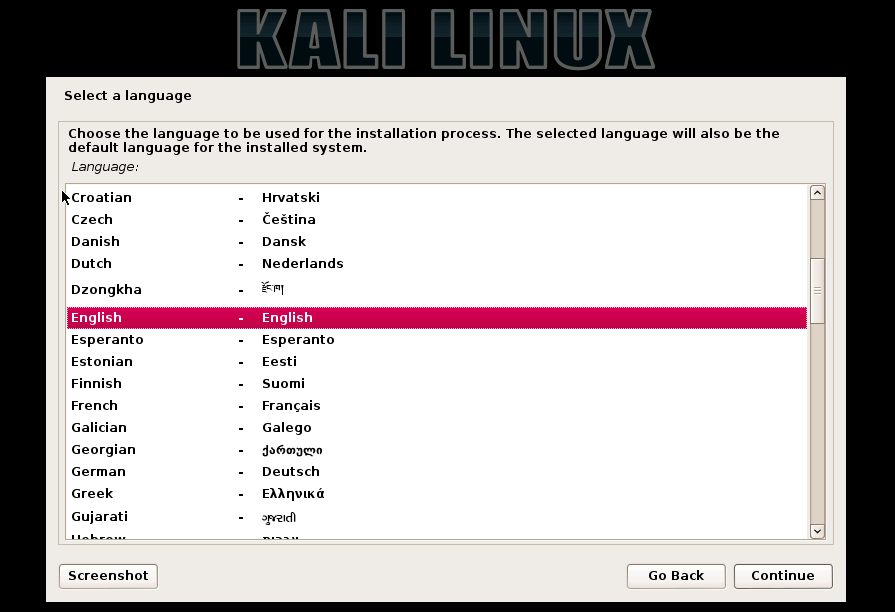 KALI LINUX
Select a language
Choose the language to be used for the installation process. The selected language will also be the
default language for the installed system.
Language:
Croatian - Hrvatski
Czech - Čeština
Danish - Dansk
Dutch - Nederlands
Dzongkha - རྫོང་ཁ།
English - English
Esperanto - Esperanto
Estonian - Eesti
Finnish - Suomi
French - Français
Galician - Galego
Georgian - ქართული
German - Deutsch
Greek - Ελληνικά
Gujarati - ગુજરાતી
Hebrew - עברית
Screenshot Go Back Continue